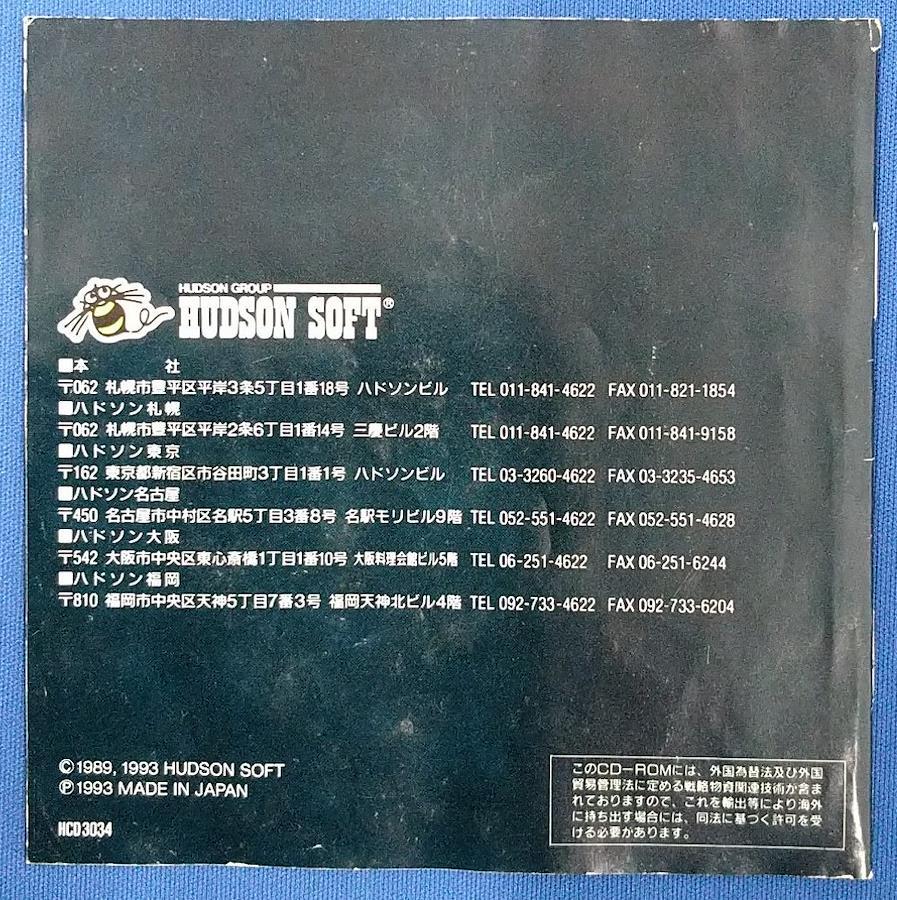 HUDSON GROUP
HUDSON SOFT®
■本 社
〒062 札幌市豊平区平岸3条5丁目1番18号 ハドソンビル TEL 011-841-4622 FAX 011-821-1854
■ハドソン札幌
〒062 札幌市豊平区平岸2条6丁目1番14号 三慶ビル2階 TEL 011-841-4622 FAX 011-841-9158
■ハドソン東京
〒162 東京都新宿区市谷田町3丁目1番1号 ハドソンビル TEL 03-3260-4622 FAX 03-3235-4653
■ハドソン名古屋
〒450 名古屋市中村区名駅5丁目3番8号 名駅モリビル9階 TEL 052-551-4622 FAX 052-551-4628
■ハドソン大阪
〒542 大阪市中央区東心斎橋1丁目1番10号 大阪料理会館ビル5階 TEL 06-251-4622 FAX 06-251-6244
■ハドソン福岡
〒810 福岡市中央区天神5丁目7番3号 福岡天神北ビル4階 TEL 092-733-4622 FAX 092-733-6204
©1989, 1993 HUDSON SOFT
℗1993 MADE IN JAPAN
HCD3034
このCD-ROMには、外国為替法及び外国
貿易管理法に定める戦略物資関連技術が含ま
れておりますので、これを輸出等により海外
に持ち出す場合には、同法に基づく許可を受
ける必要があります。